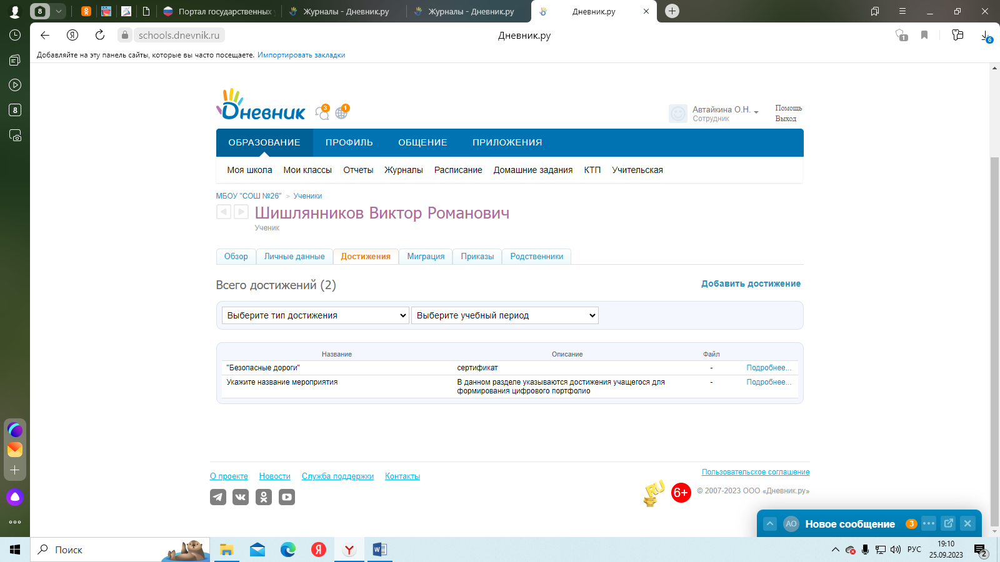 8
Портал государственных
Журналы - Дневник.ру
Журналы - Дневник.ру
Дневник.ру
schools.dnevnik.ru
Дневник.ру
1
6
Добавляйте на эту панель сайты, которые вы часто посещаете. Импортировать закладки
8
Дневник
3
1
Автайкина О.Н.
Сотрудник
Помощь
Выход
ОБРАЗОВАНИЕ ПРОФИЛЬ ОБЩЕНИЕ ПРИЛОЖЕНИЯ
Моя школа Мои классы Отчеты Журналы Расписание Домашние задания КТП Учительская
МБОУ "СОШ №26" > Ученики
Шишлянников Виктор Романович
Ученик
Обзор Личные данные Достижения Миграция Приказы Родственники
Всего достижений (2)
Добавить достижение
Выберите тип достижения Выберите учебный период
Название Описание Файл
"Безопасные дороги" сертификат - Подробнее...
Укажите название мероприятия В данном разделе указываются достижения учащегося для - Подробнее...
формирования цифрового портфолио
О проекте Новости Служба поддержки Контакты
Пользовательское соглашение
RU
6+
© 2007-2023 ООО «Дневник.ру»
АО Новое сообщение 3
Поиск
Я
Y
W
РУС
19:10
25.09.2023
2